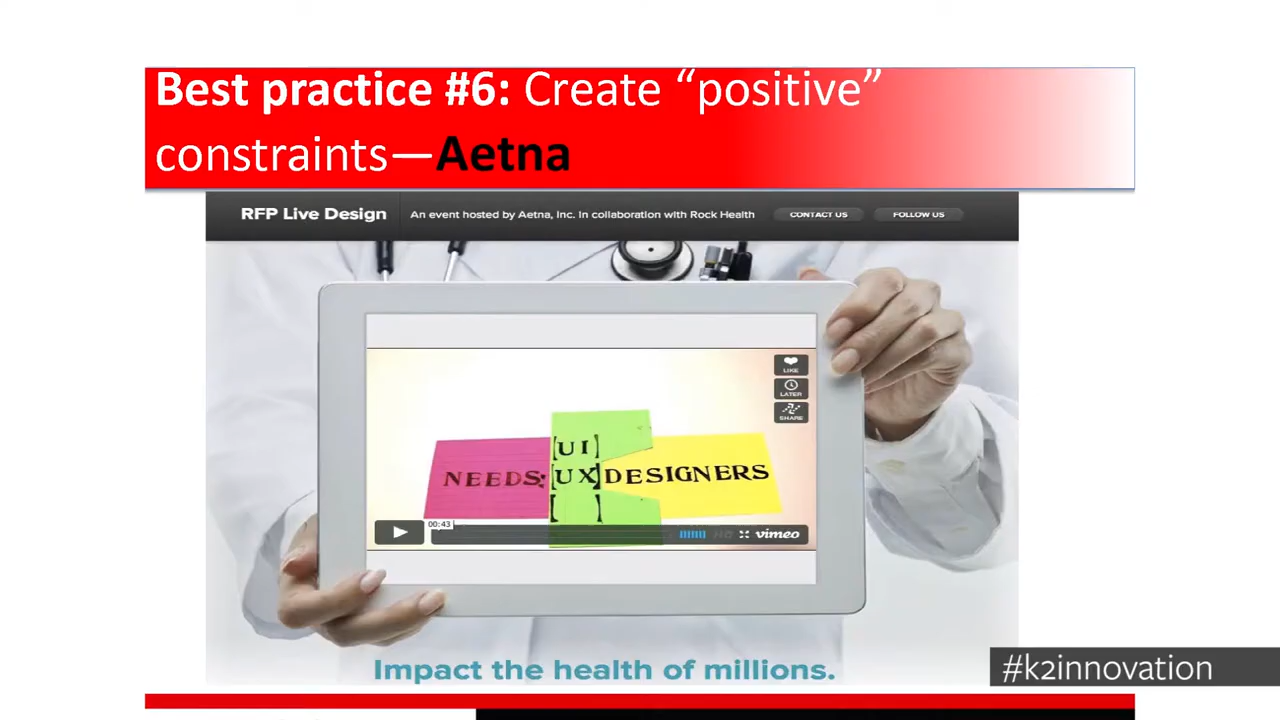 Best practice #6: Create “positive”
constraints—Aetna
RFP Live Design
An event hosted by Aetna, Inc. in collaboration with Rock Health
CONTACT US
FOLLOW US
LIKE
LATER
SHARE
[UI]
NEEDS: [UX] DESIGNERS
[ ]
00:43
HD
vimeo
Impact the health of millions.
#k2innovation